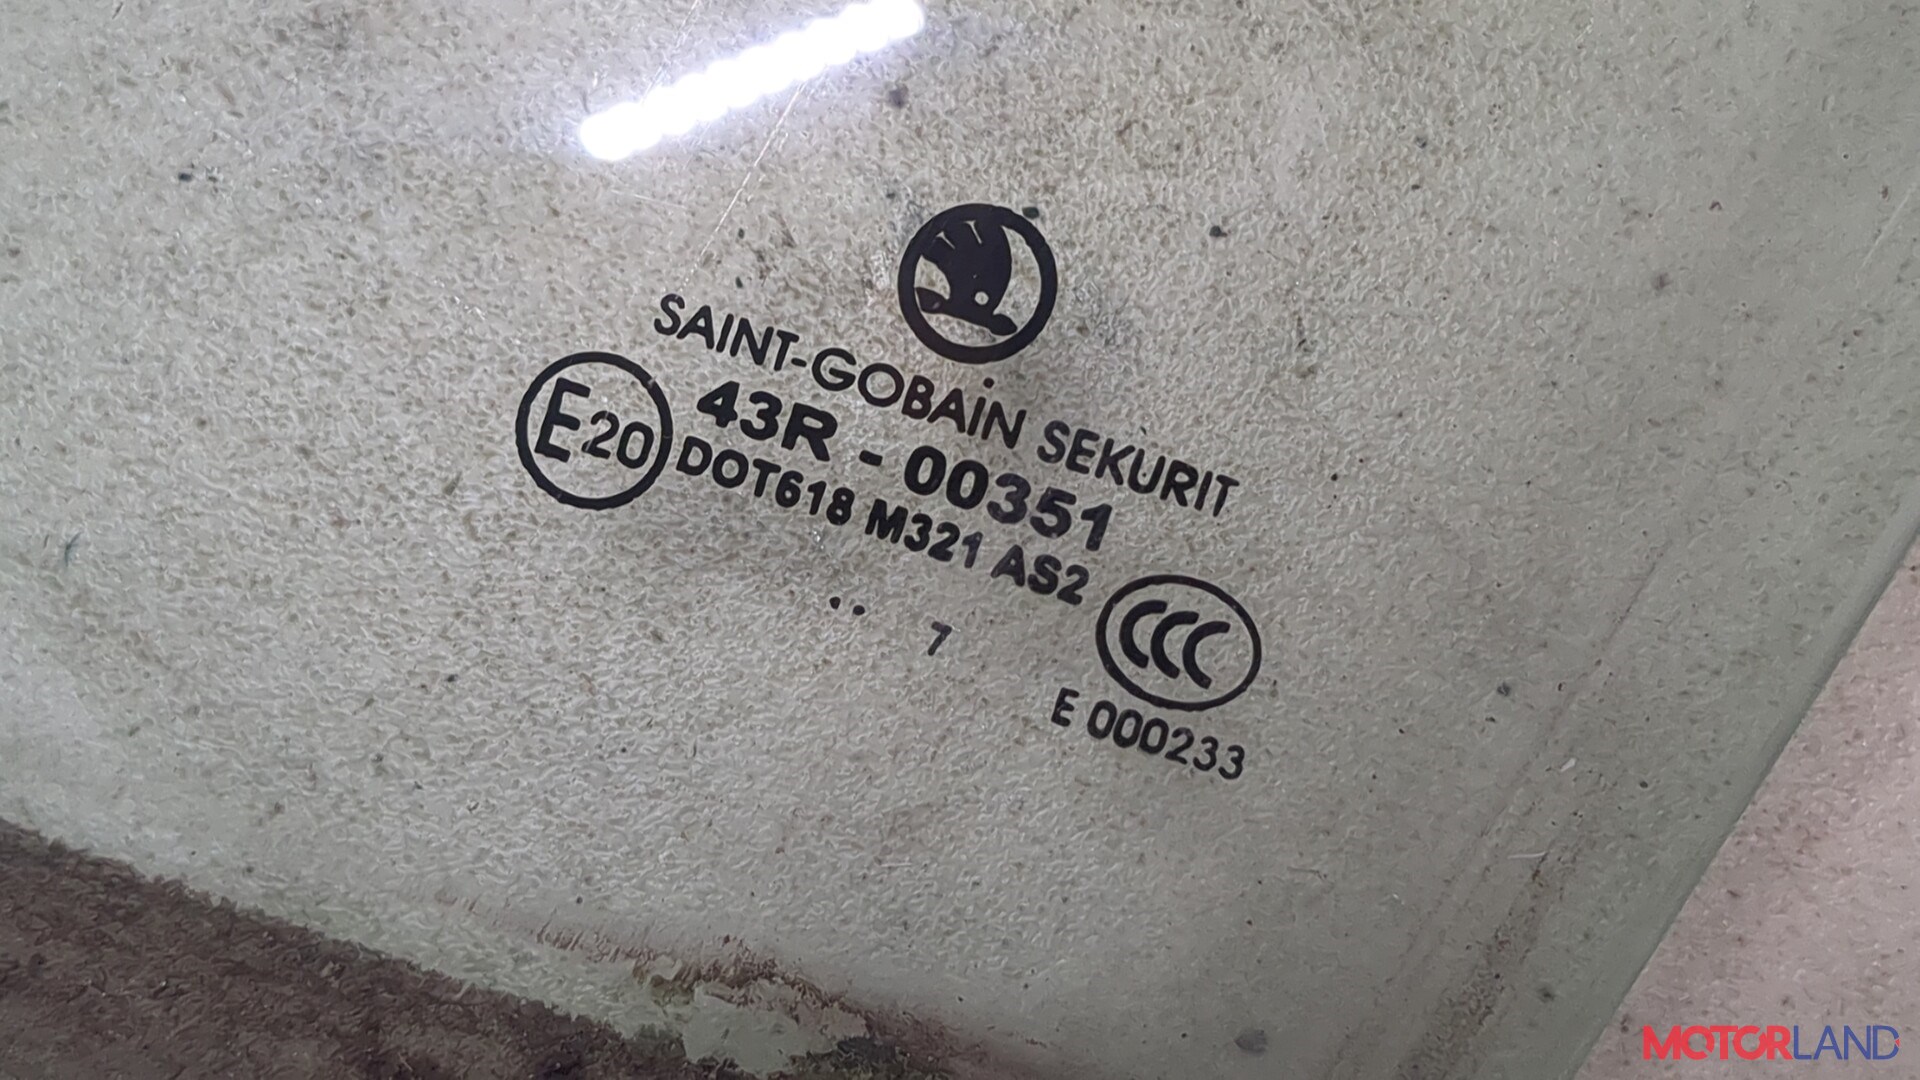 SAINT-GOBAIN SEKURIT
E20
43R - 00351
DOT618 M321 AS2
.. 7
CCC
E 000233
MOTORLAND